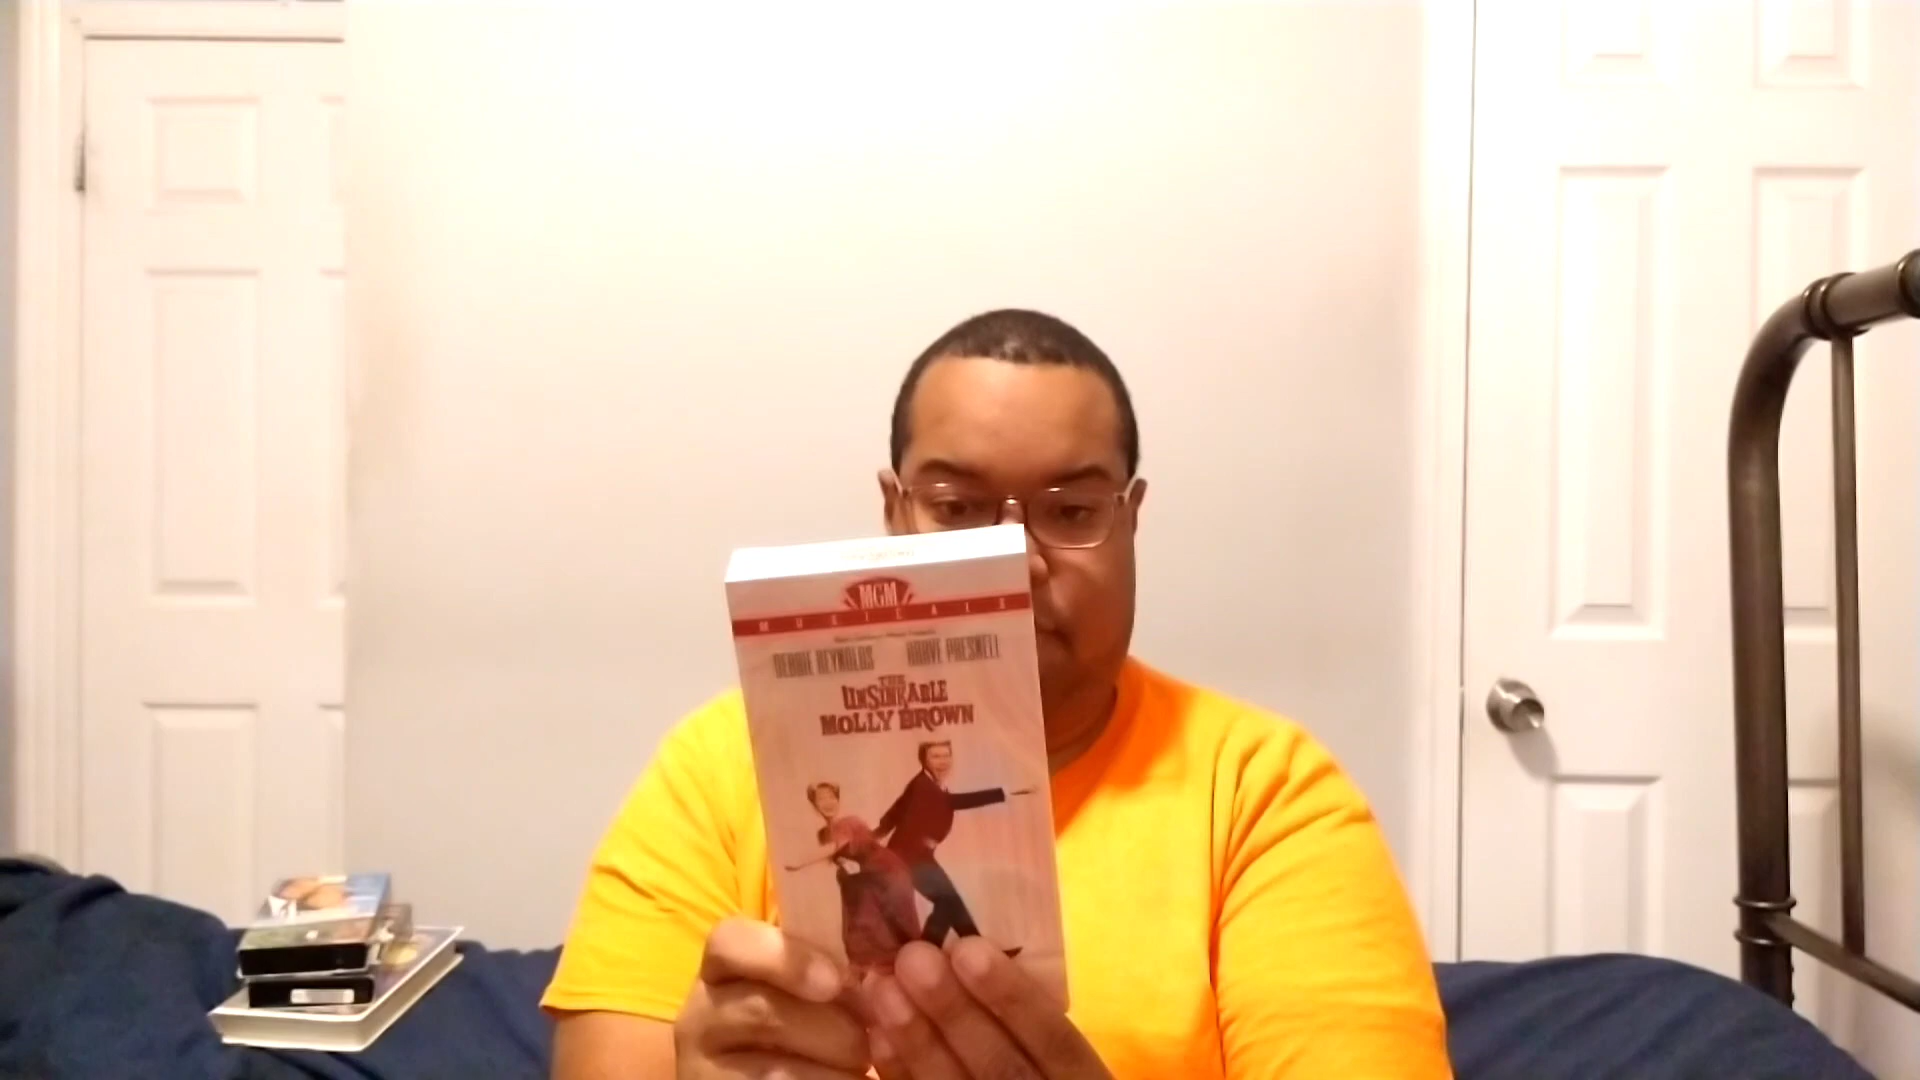 MGM
MUSICALS
DEBBIE REYNOLDS HARVE PRESNELL
THE
UNSINKABLE
MOLLY BROWN